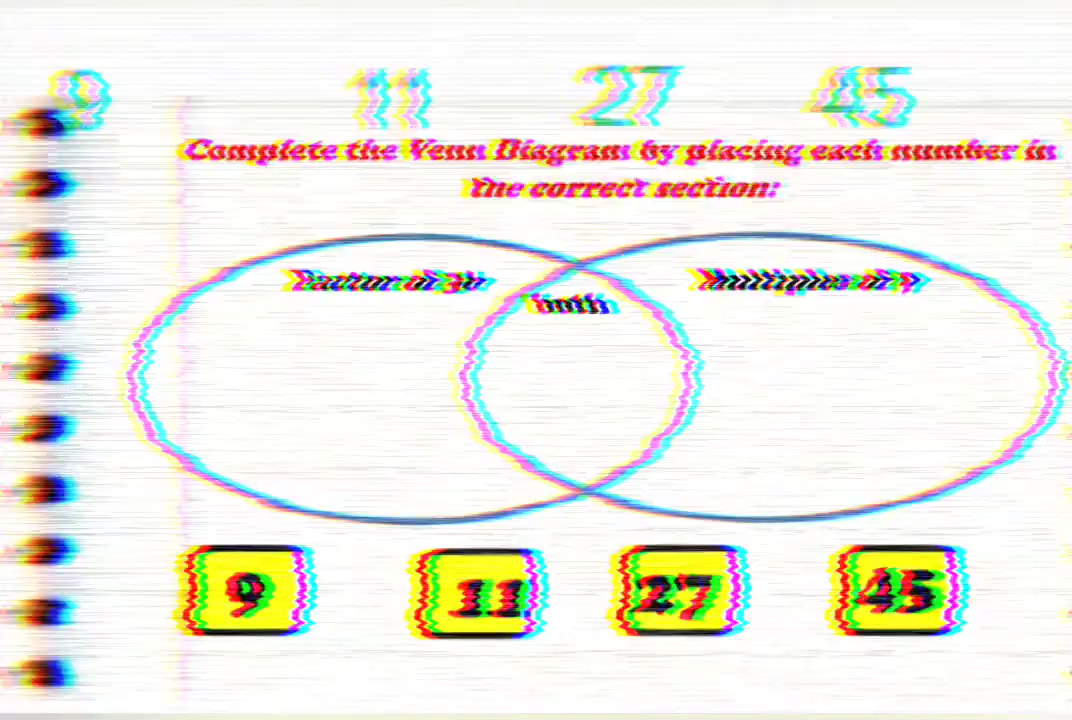 9 11 27 45
Complete the Venn Diagram by placing each number in
the correct section:
both
9 11 27 45